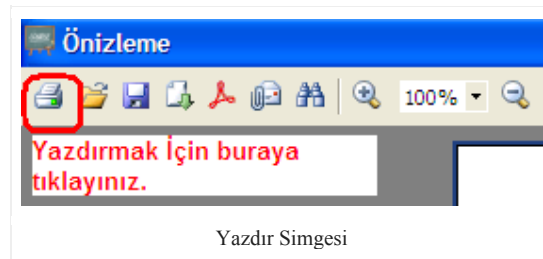 Önizleme
100%
Yazdırmak İçin buraya
tıklayınız.
Yazdır Simgesi